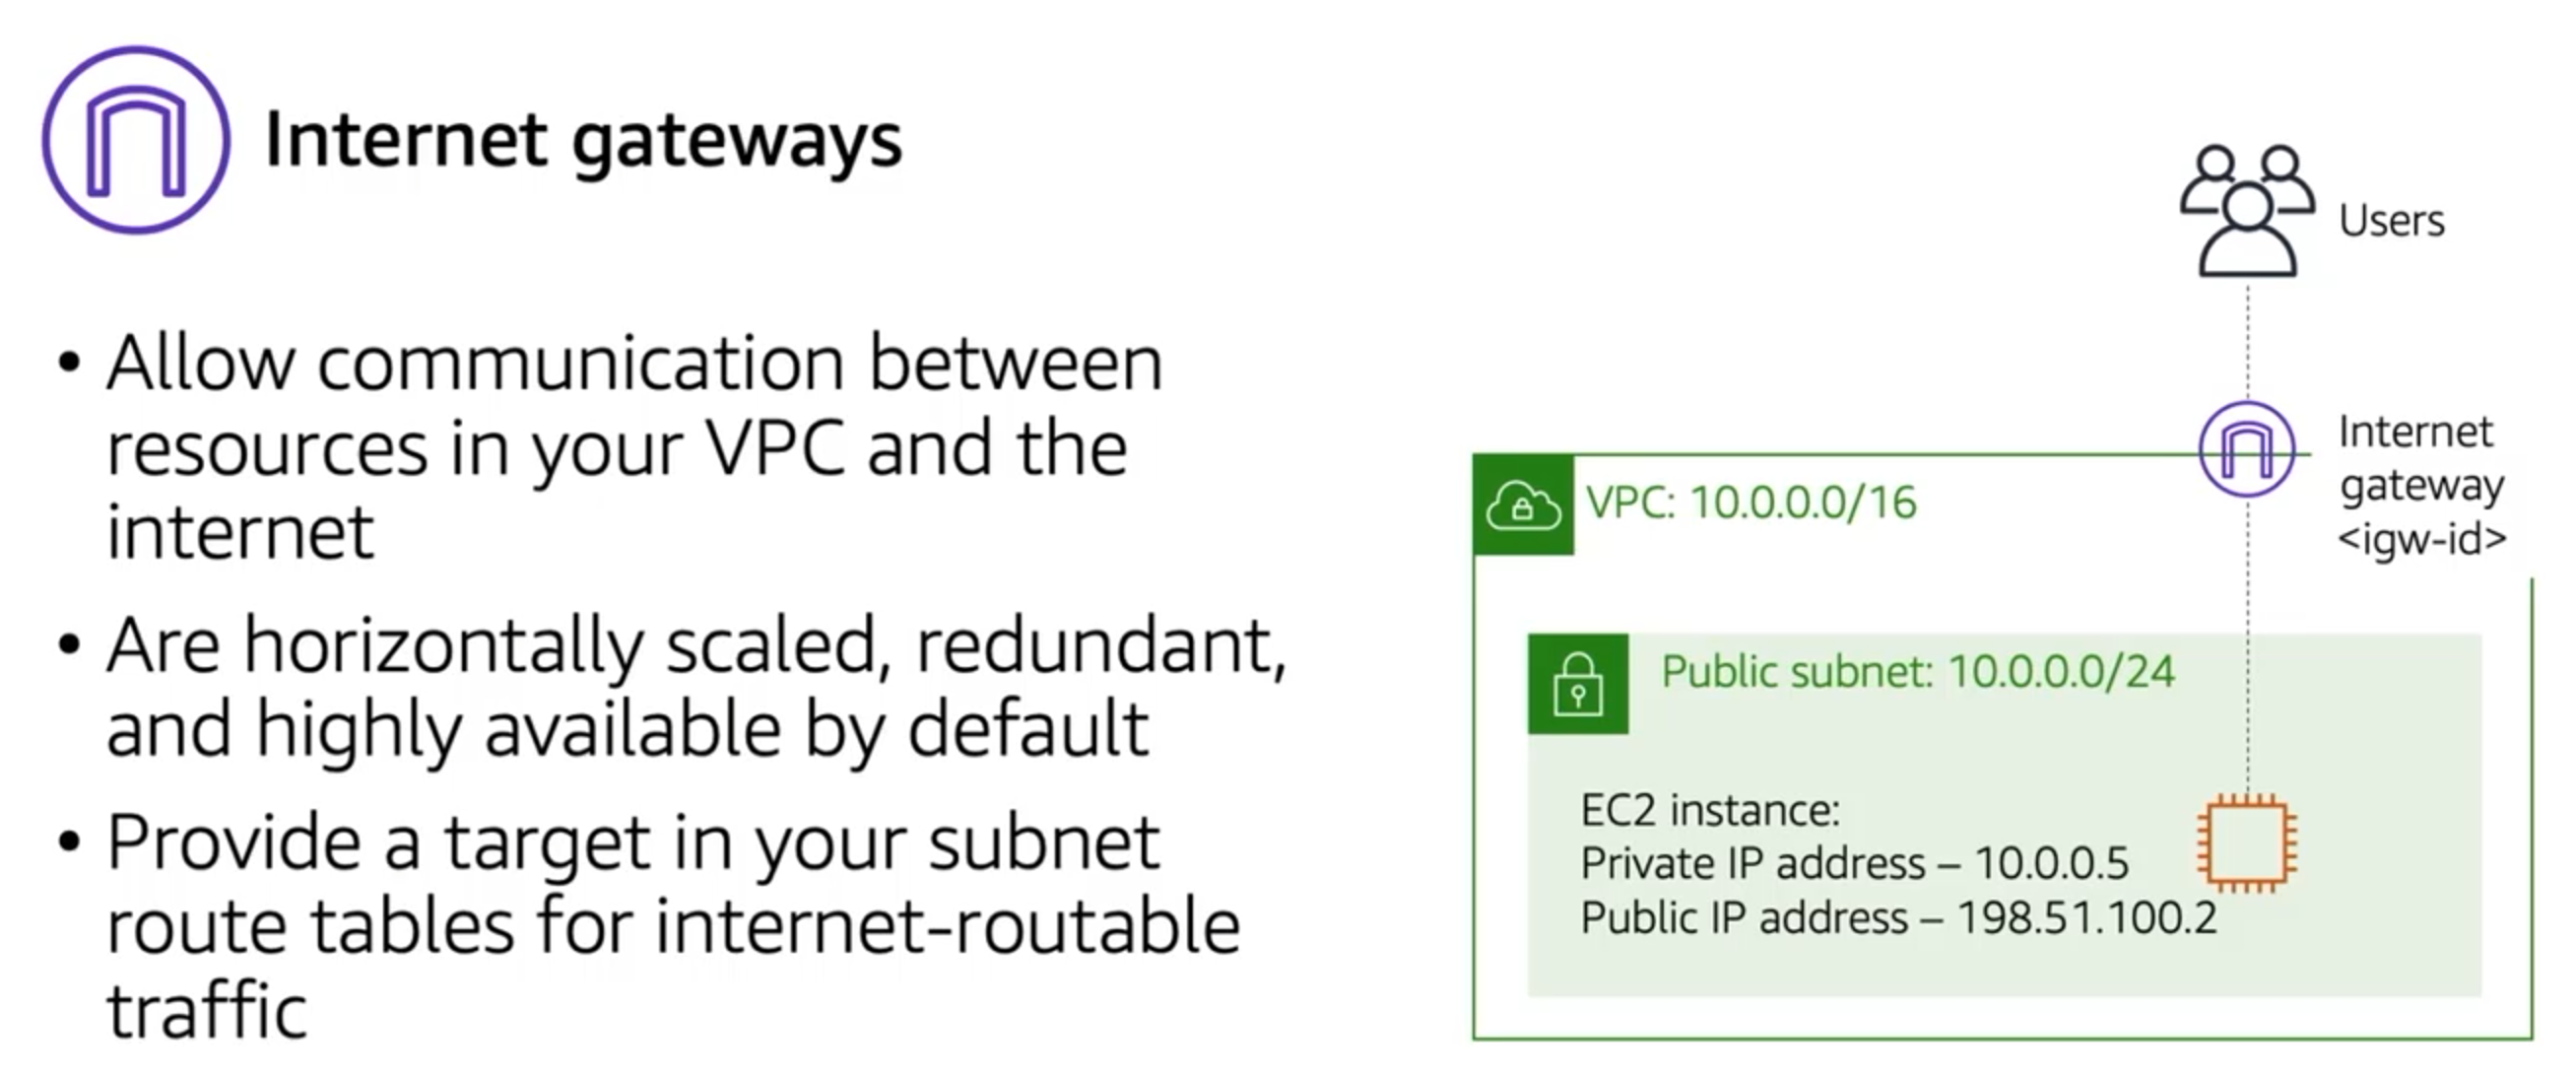 Internet gateways
• Allow communication between
resources in your VPC and the
internet
• Are horizontally scaled, redundant,
and highly available by default
• Provide a target in your subnet
route tables for internet-routable
traffic
Users
Internet
gateway
<igw-id>
VPC: 10.0.0.0/16
Public subnet: 10.0.0.0/24
EC2 instance:
Private IP address – 10.0.0.5
Public IP address – 198.51.100.2